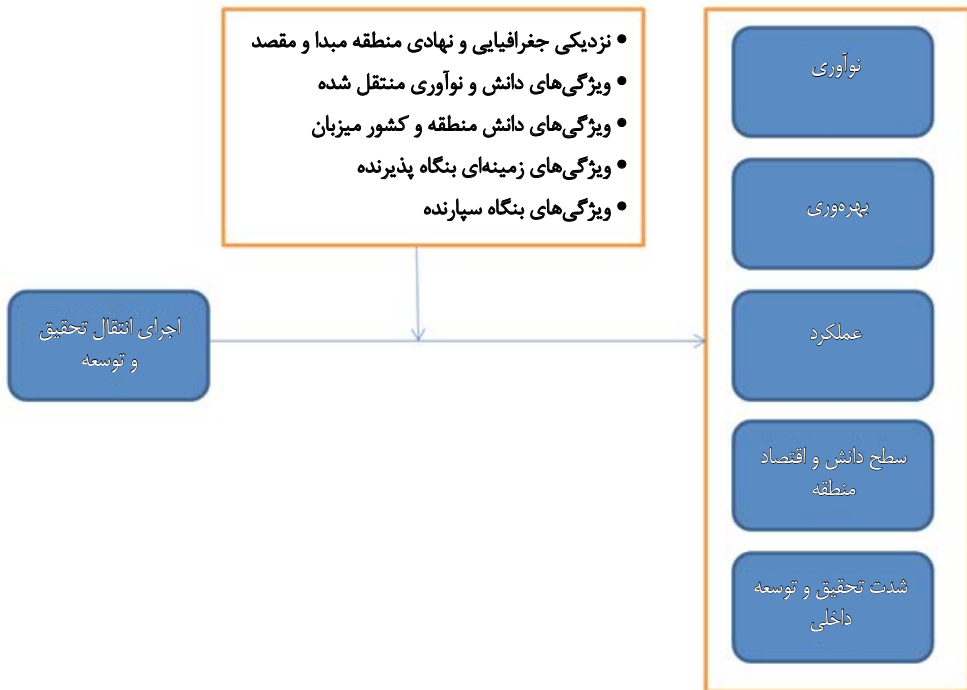 • نزدیکی جغرافیایی و نهادی منطقه مبدا و مقصد
• ویژگی‌های دانش و نوآوری منتقل شده
• ویژگی‌های دانش منطقه و کشور میزبان
• ویژگی‌های زمینه‌ای بنگاه پذیرنده
• ویژگی‌های بنگاه سپارنده
اجرای انتقال تحقیق
و توسعه
نوآوری
بهره‌وری
عملکرد
سطح دانش و اقتصاد
منطقه
شدت تحقیق و توسعه
داخلی